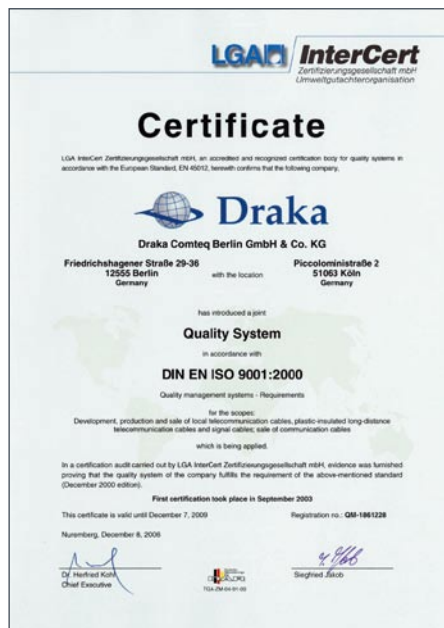 LGA InterCert
Zertifizierungsgesellschaft mbH
Umweltgutachterorganisation
Certificate
LGA InterCert Zertifizierungsgesellschaft mbH, an accredited and recognized certification body for quality systems in
accordance with the European Standard, EN 45012, herewith confirms that the following company,
Draka
Draka Comteq Berlin GmbH & Co. KG
Friedrichshagener Straße 29-36
12555 Berlin
Germany
with the location
Piccoloministraße 2
51063 Köln
Germany
has introduced a joint
Quality System
in accordance with
DIN EN ISO 9001:2000
Quality management systems - Requirements
for the scopes:
Development, production and sale of local telecommunication cables, plastic-insulated long-distance
telecommunication cables and signal cables; sale of communication cables
which is being applied.
In a certification audit carried out by LGA InterCert Zertifizierungsgesellschaft mbH, evidence was furnished
proving that the quality system of the company fulfills the requirement of the above-mentioned standard
(December 2000 edition).
First certification took place in September 2003
This certificate is valid until December 7, 2009
Registration no.: QM-1861228
Nuremberg, December 8, 2006
Dr. Herfried Kohl
Chief Executive
Siegfried Jakob